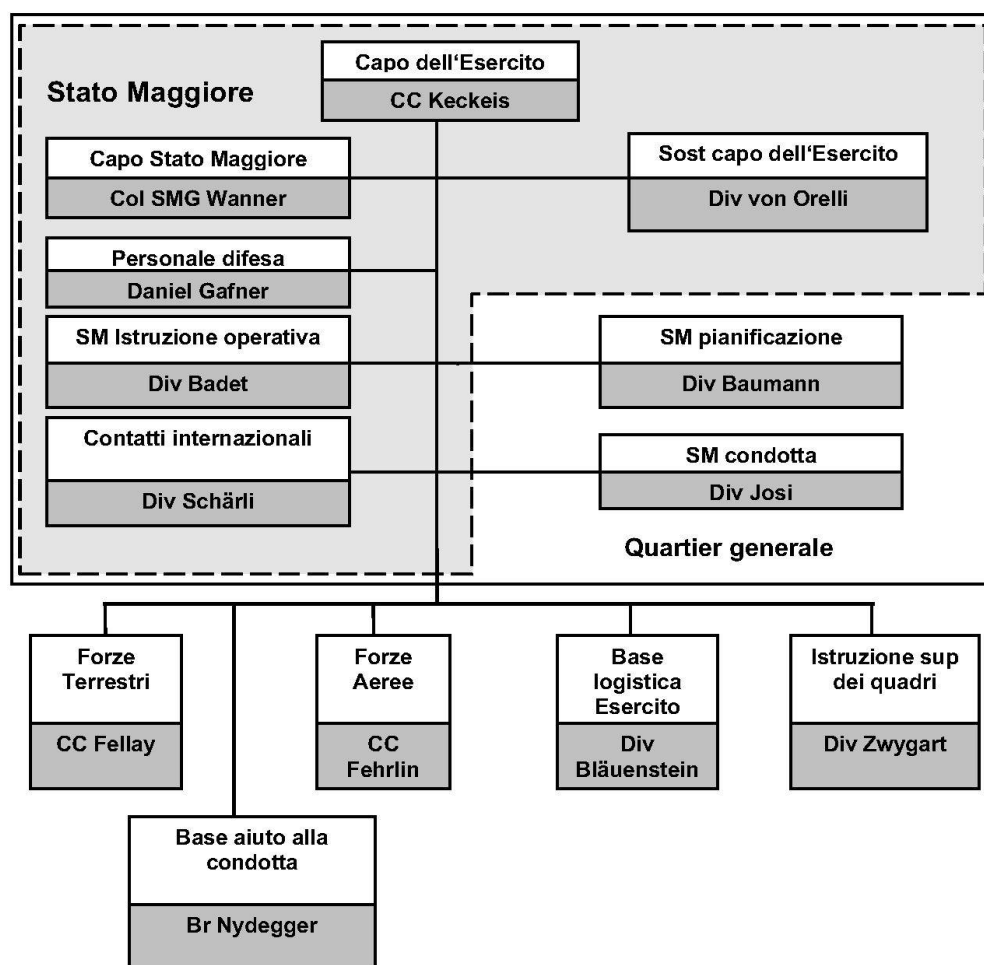 Capo dell‘Esercito
CC Keckeis
Stato Maggiore
Capo Stato Maggiore
Col SMG Wanner
Sost capo dell‘Esercito
Div von Orelli
Personale difesa
Daniel Gafner
SM Istruzione operativa
Div Badet
SM pianificazione
Div Baumann
Contatti internazionali
Div Schärli
SM condotta
Div Josi
Quartier generale
Forze
Terrestri
CC Fellay
Forze
Aeree
CC
Fehrlin
Base
logistica
Esercito
Div
Bläuenstein
Istruzione sup
dei quadri
Div Zwygart
Base aiuto alla
condotta
Br Nydegger